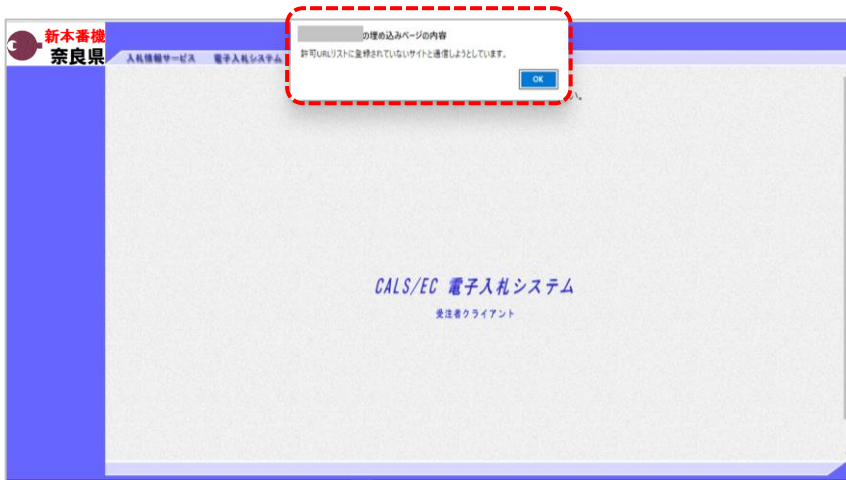 新本番機
奈良県
入札情報サービス 電子入札システム
の埋め込みページの内容
許可URLリストに登録されていないサイトと通信しようとしています。
OK
い。
CALS/EC 電子入札システム
受注者クライアント